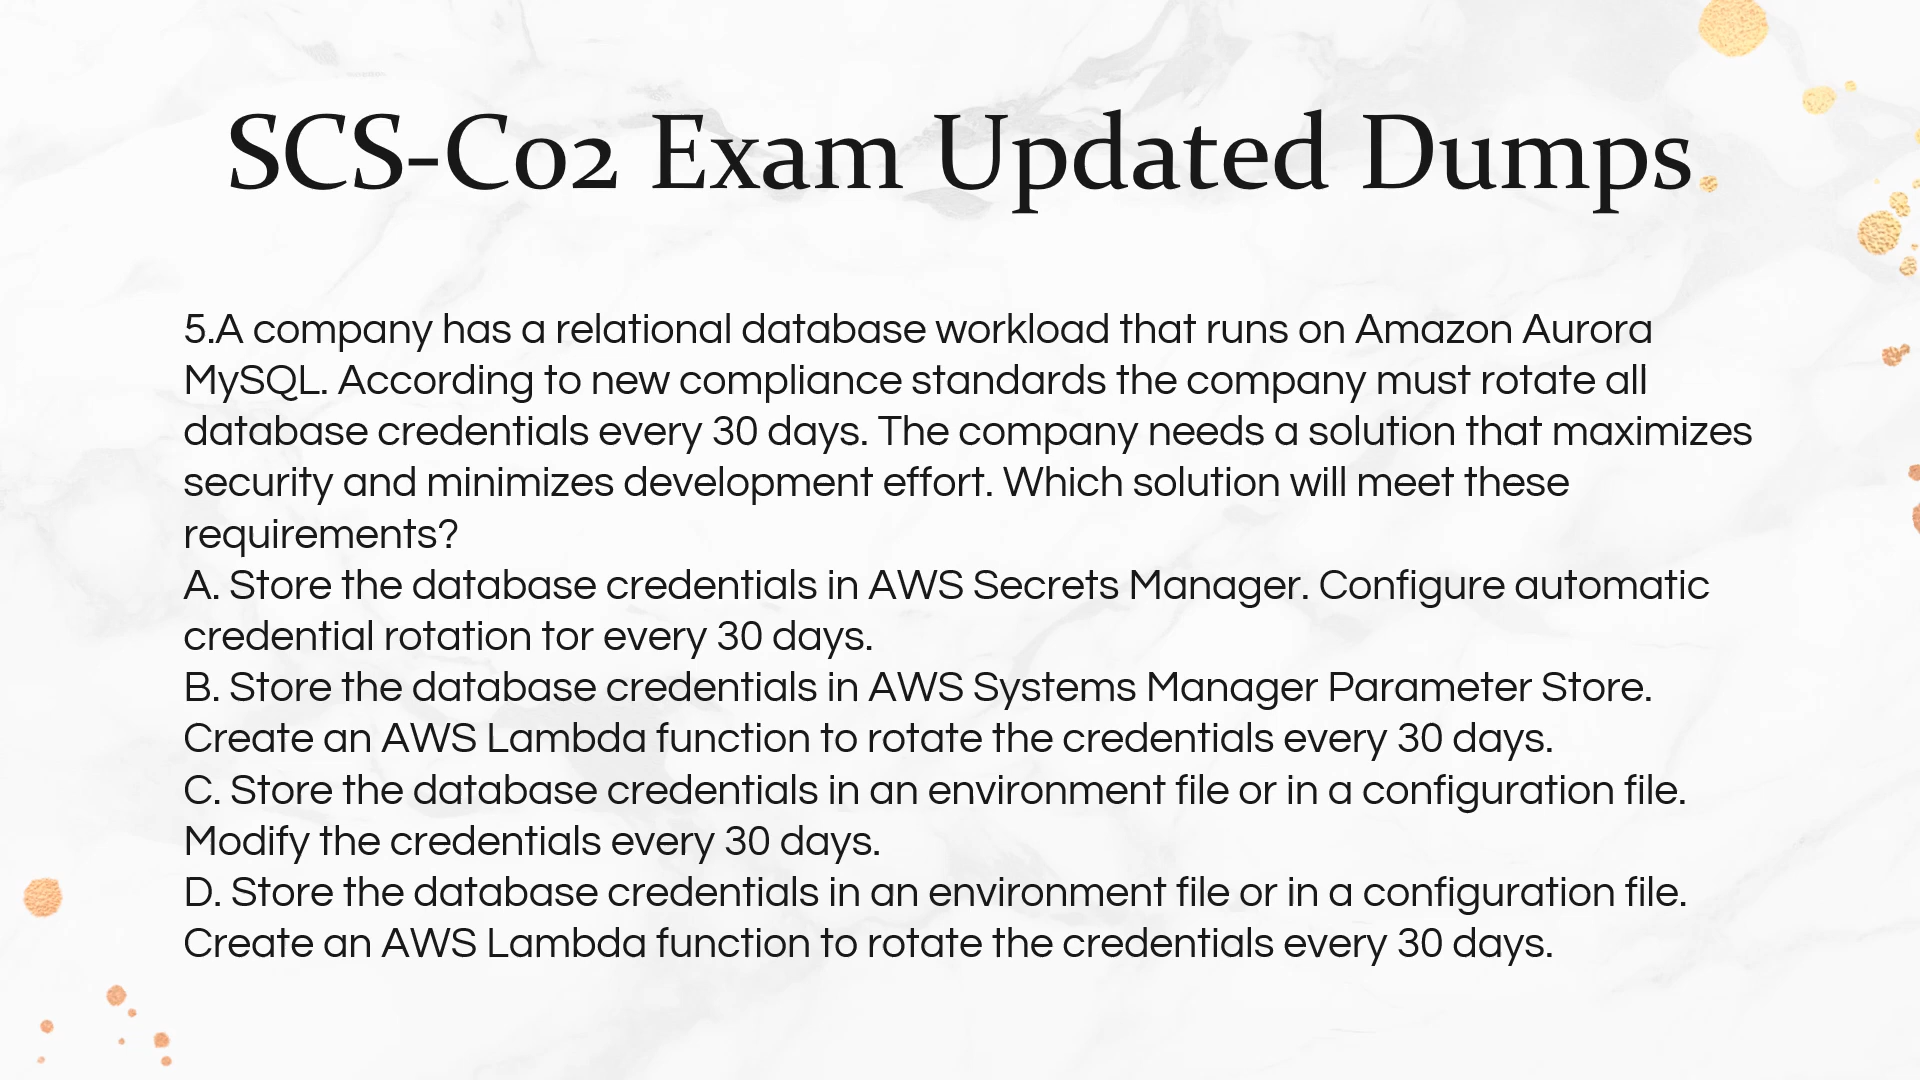 SCS-C02 Exam Updated Dumps
5.A company has a relational database workload that runs on Amazon Aurora
MySQL. According to new compliance standards the company must rotate all
database credentials every 30 days. The company needs a solution that maximizes
security and minimizes development effort. Which solution will meet these
requirements?
A. Store the database credentials in AWS Secrets Manager. Configure automatic
credential rotation tor every 30 days.
B. Store the database credentials in AWS Systems Manager Parameter Store.
Create an AWS Lambda function to rotate the credentials every 30 days.
C. Store the database credentials in an environment file or in a configuration file.
Modify the credentials every 30 days.
D. Store the database credentials in an environment file or in a configuration file.
Create an AWS Lambda function to rotate the credentials every 30 days.